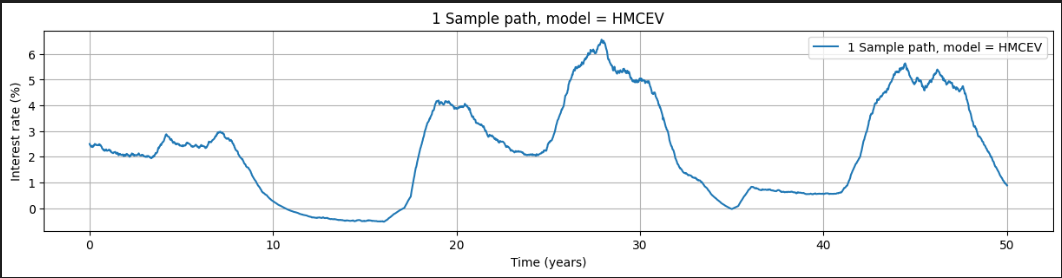 1 Sample path, model = HMCEV
1 Sample path, model = HMCEV
Interest rate (%)
6
5
4
3
2
1
0
0 10 20 30 40 50
Time (years)